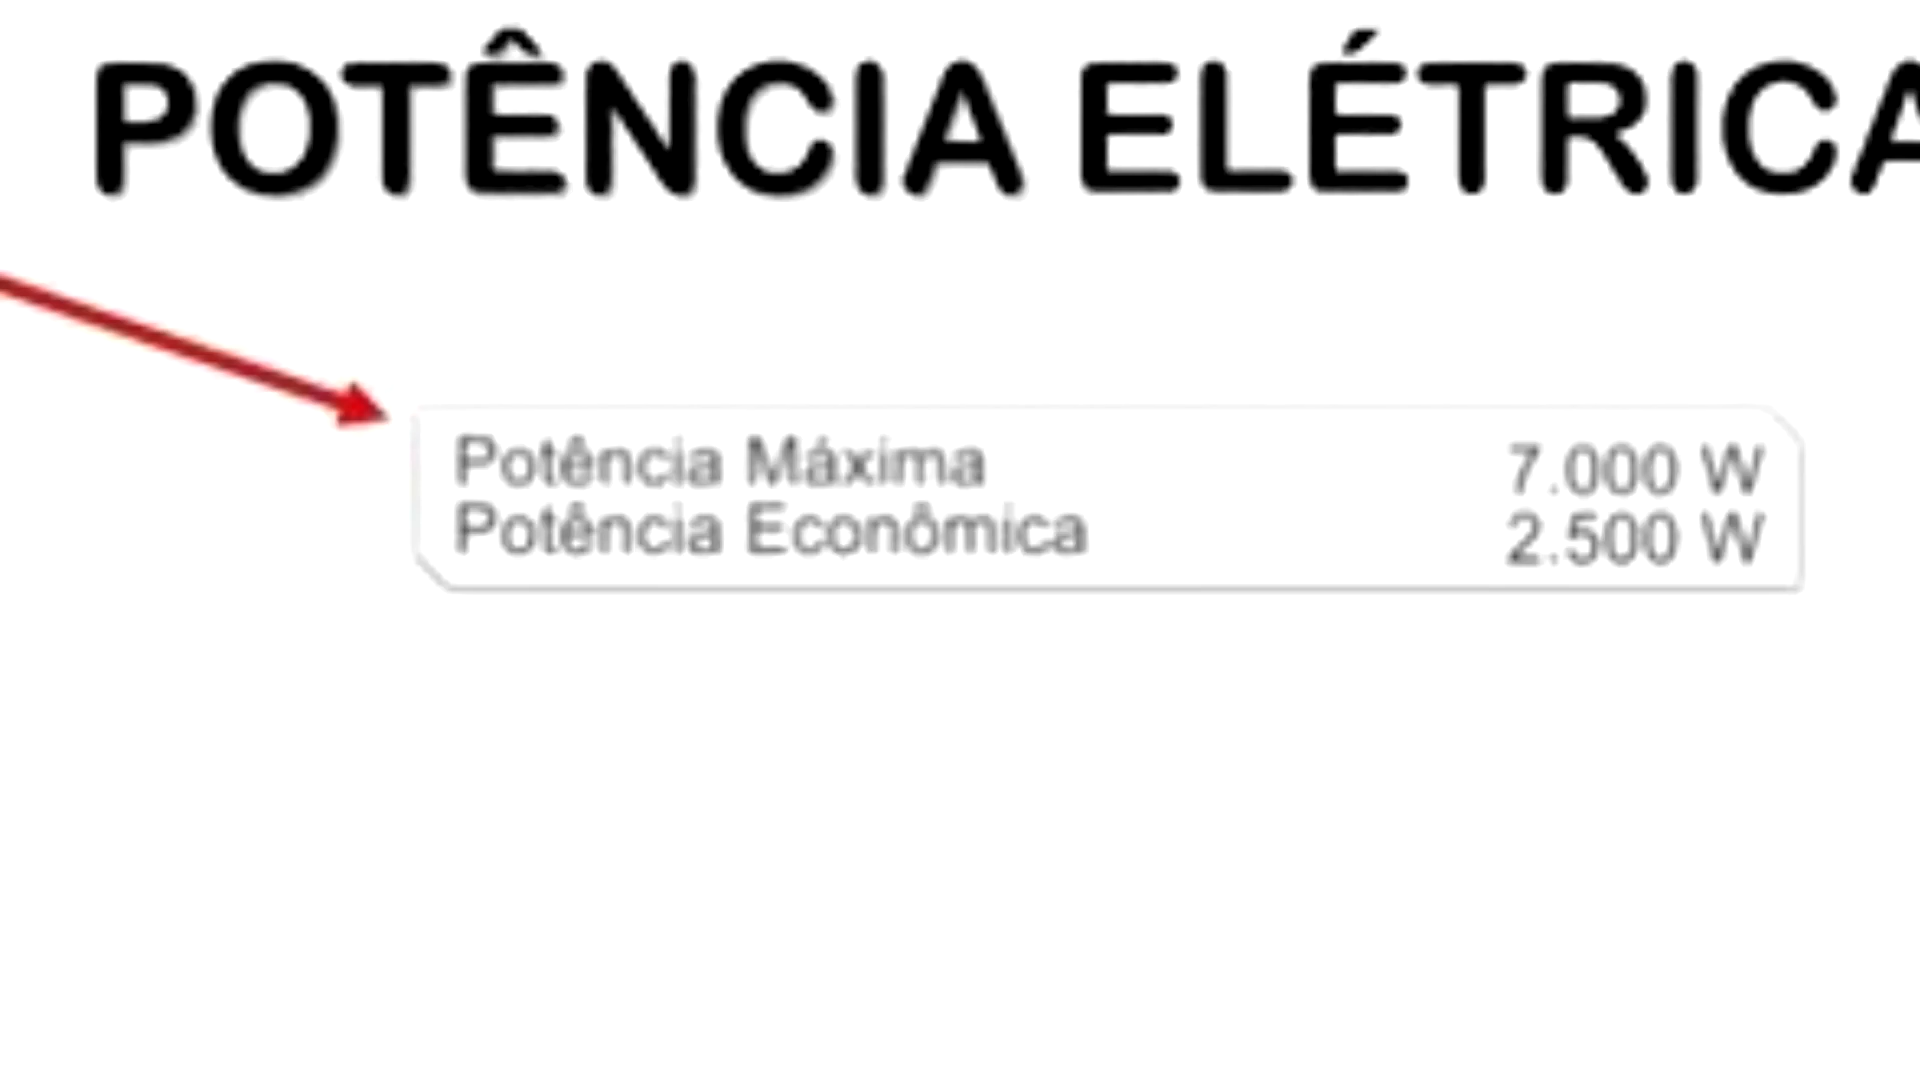 POTÊNCIA ELÉTRICA
Potência Máxima 7.000 W
Potência Econômica 2.500 W